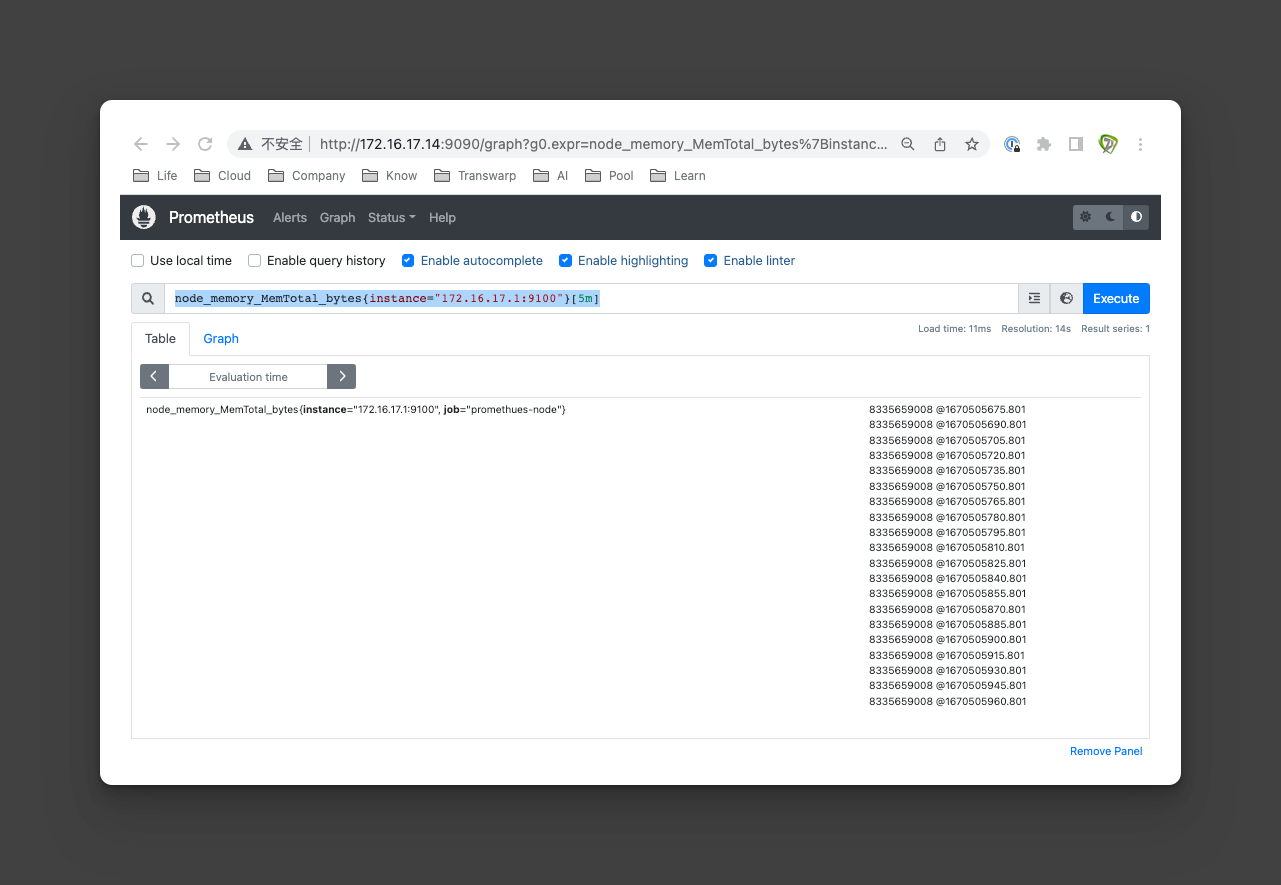 不安全 http://172.16.17.14:9090/graph?g0.expr=node_memory_MemTotal_bytes%7Binstanc...
Life Cloud Company Know Transwarp AI Pool Learn
Prometheus Alerts Graph Status Help
Use local time Enable query history Enable autocomplete Enable highlighting Enable linter
node_memory_MemTotal_bytes{instance="172.16.17.1:9100"}[5m] Execute
Load time: 11ms Resolution: 14s Result series: 1
Table Graph
Evaluation time
node_memory_MemTotal_bytes{instance="172.16.17.1:9100", job="promethues-node"} 8335659008 @1670505675.801
8335659008 @1670505690.801
8335659008 @1670505705.801
8335659008 @1670505720.801
8335659008 @1670505735.801
8335659008 @1670505750.801
8335659008 @1670505765.801
8335659008 @1670505780.801
8335659008 @1670505795.801
8335659008 @1670505810.801
8335659008 @1670505825.801
8335659008 @1670505840.801
8335659008 @1670505855.801
8335659008 @1670505870.801
8335659008 @1670505885.801
8335659008 @1670505900.801
8335659008 @1670505915.801
8335659008 @1670505930.801
8335659008 @1670505945.801
8335659008 @1670505960.801
Remove Panel